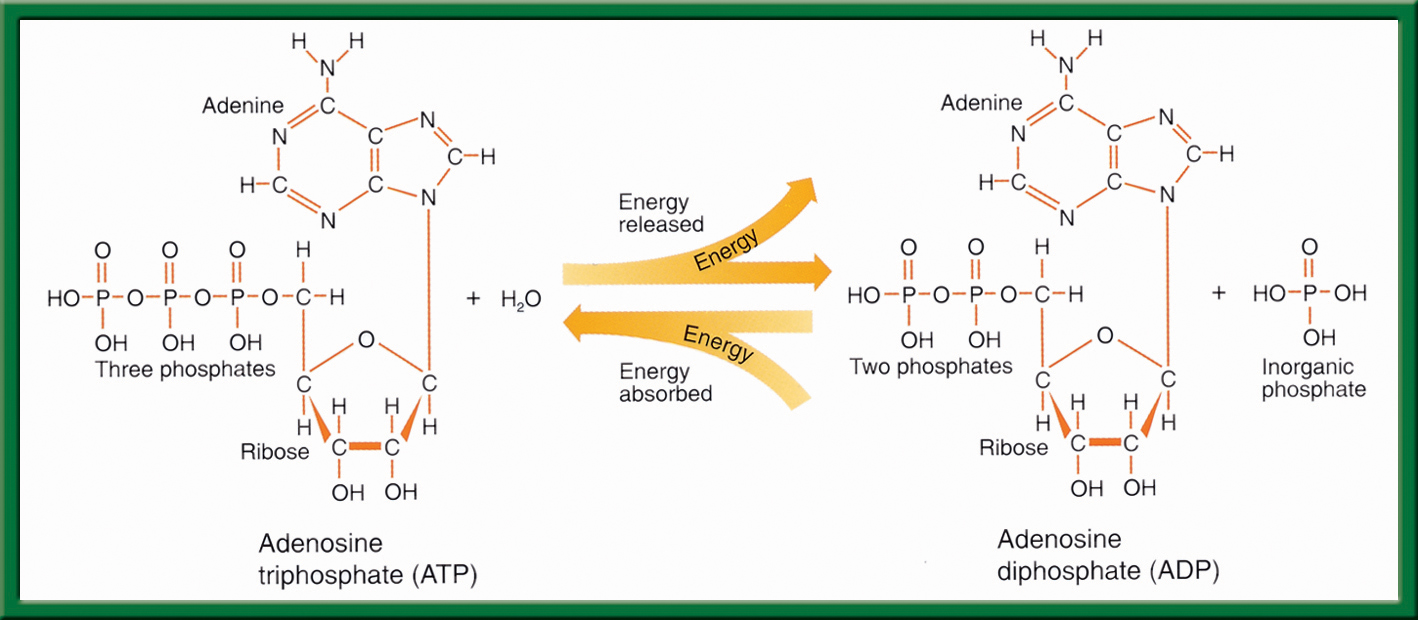 H H
N
Adenine C
N C N
C–H
H–C C N
N
O O O H
HO–P–O–P–O–P–O–C–H + H₂O
OH OH OH O
Three phosphates
C C
H H H H
Ribose C C
OH OH
Adenosine
triphosphate (ATP)
Energy
released
Energy
Energy
Energy
absorbed
H H
N
Adenine C
N C N
C–H
H–C C N
N
O O H
HO–P–O–P–O–C–H
OH OH O
Two phosphates
C C
H H H H
Ribose C C
OH OH
Adenosine
diphosphate (ADP)
O
+ HO–P–OH
OH
Inorganic
phosphate